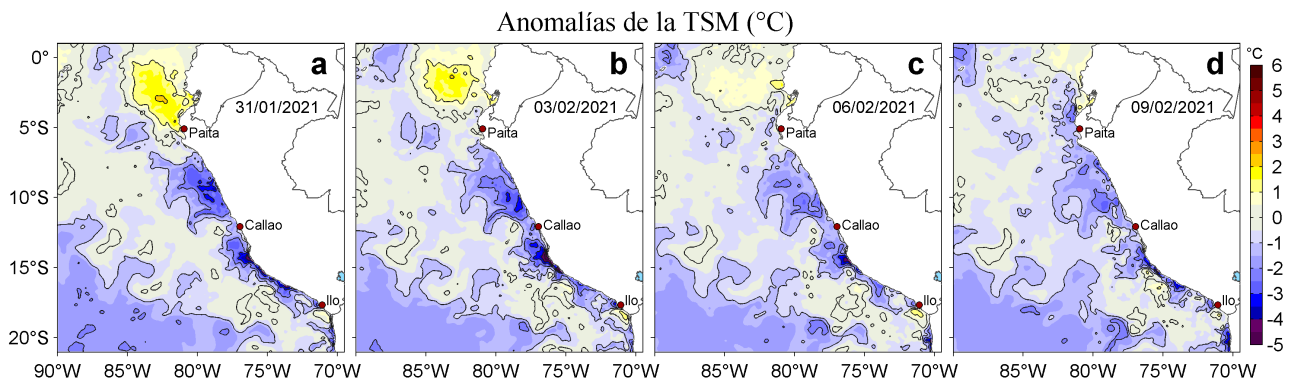 Anomalías de la TSM (°C)
a
31/01/2021
Paita
Callao
Ilo
b
03/02/2021
Paita
Callao
Ilo
c
06/02/2021
Paita
Callao
Ilo
d
09/02/2021
Paita
Callao
Ilo
0°
5°S
10°S
15°S
20°S
90°W 85°W 80°W 75°W 70°W
85°W 80°W 75°W 70°W
85°W 80°W 75°W 70°W
85°W 80°W 75°W 70°W
°C
6
5
4
3
2
1
0
-1
-2
-3
-4
-5